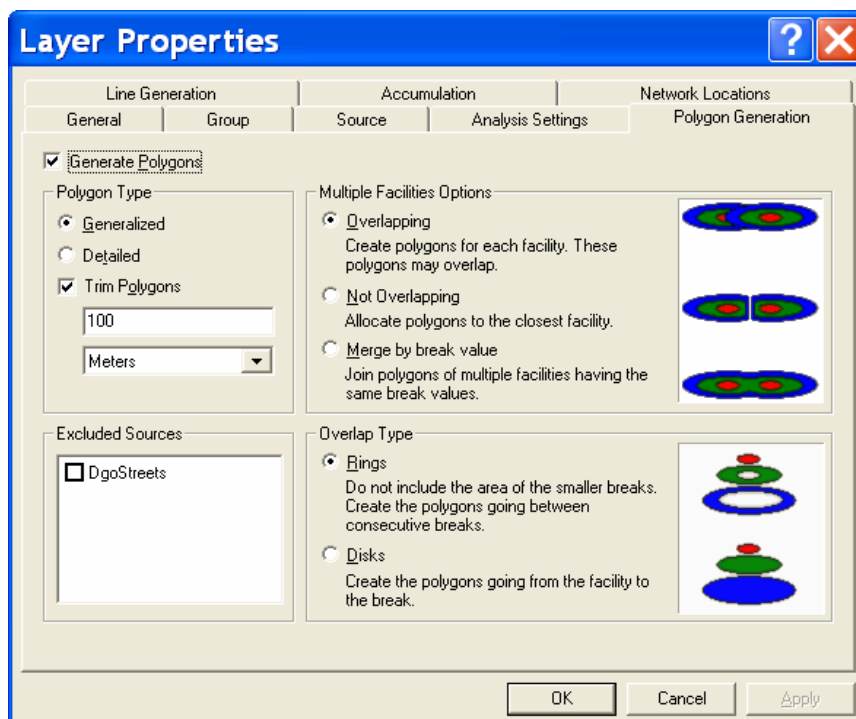 Layer Properties
Line Generation
Accumulation
Network Locations
General
Group
Source
Analysis Settings
Polygon Generation
Generate Polygons
Polygon Type
Generalized
Detailed
Trim Polygons
100
Meters
Multiple Facilities Options
Overlapping
Create polygons for each facility. These
polygons may overlap.
Not Overlapping
Allocate polygons to the closest facility.
Merge by break value
Join polygons of multiple facilities having the
same break values.
Excluded Sources
DgoStreets
Overlap Type
Rings
Do not include the area of the smaller breaks.
Create the polygons going between
consecutive breaks.
Disks
Create the polygons going from the facility to
the break.
OK
Cancel
Apply